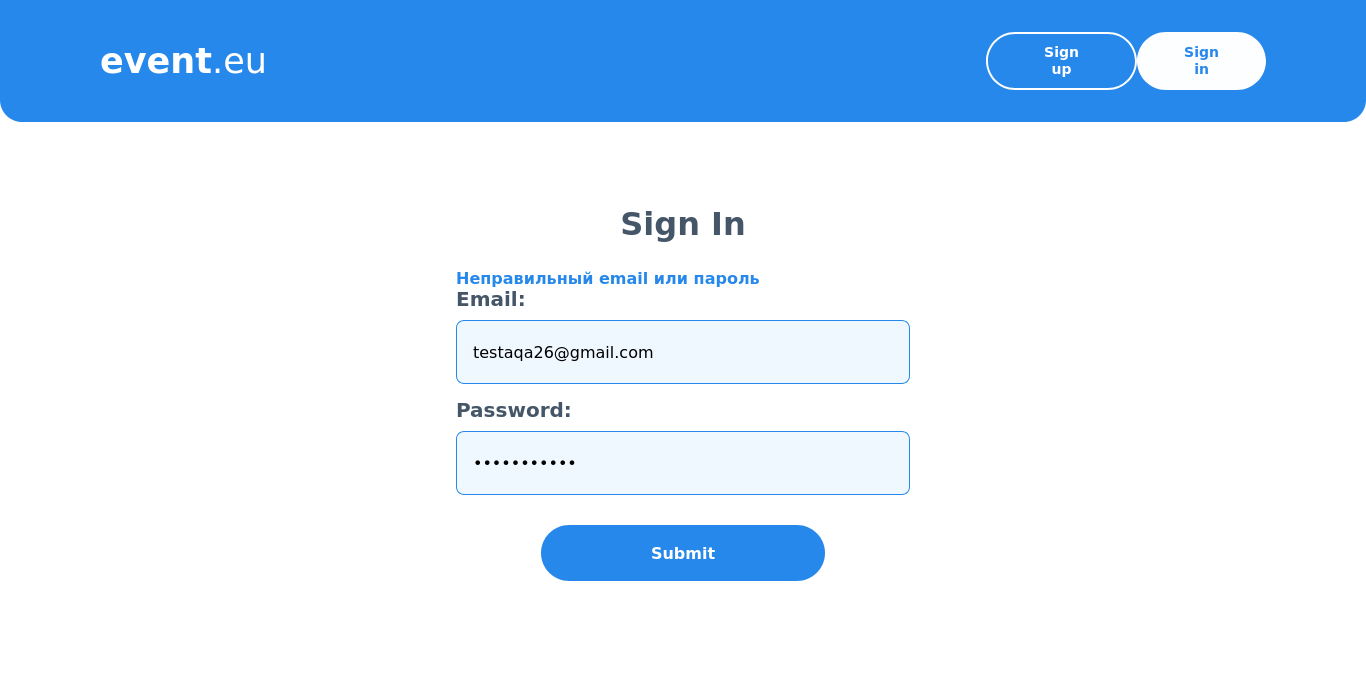 event.eu
Sign
up
Sign
in
Sign In
Неправильный email или пароль
Email:
testaqa26@gmail.com
Password:
•••••••••••
Submit